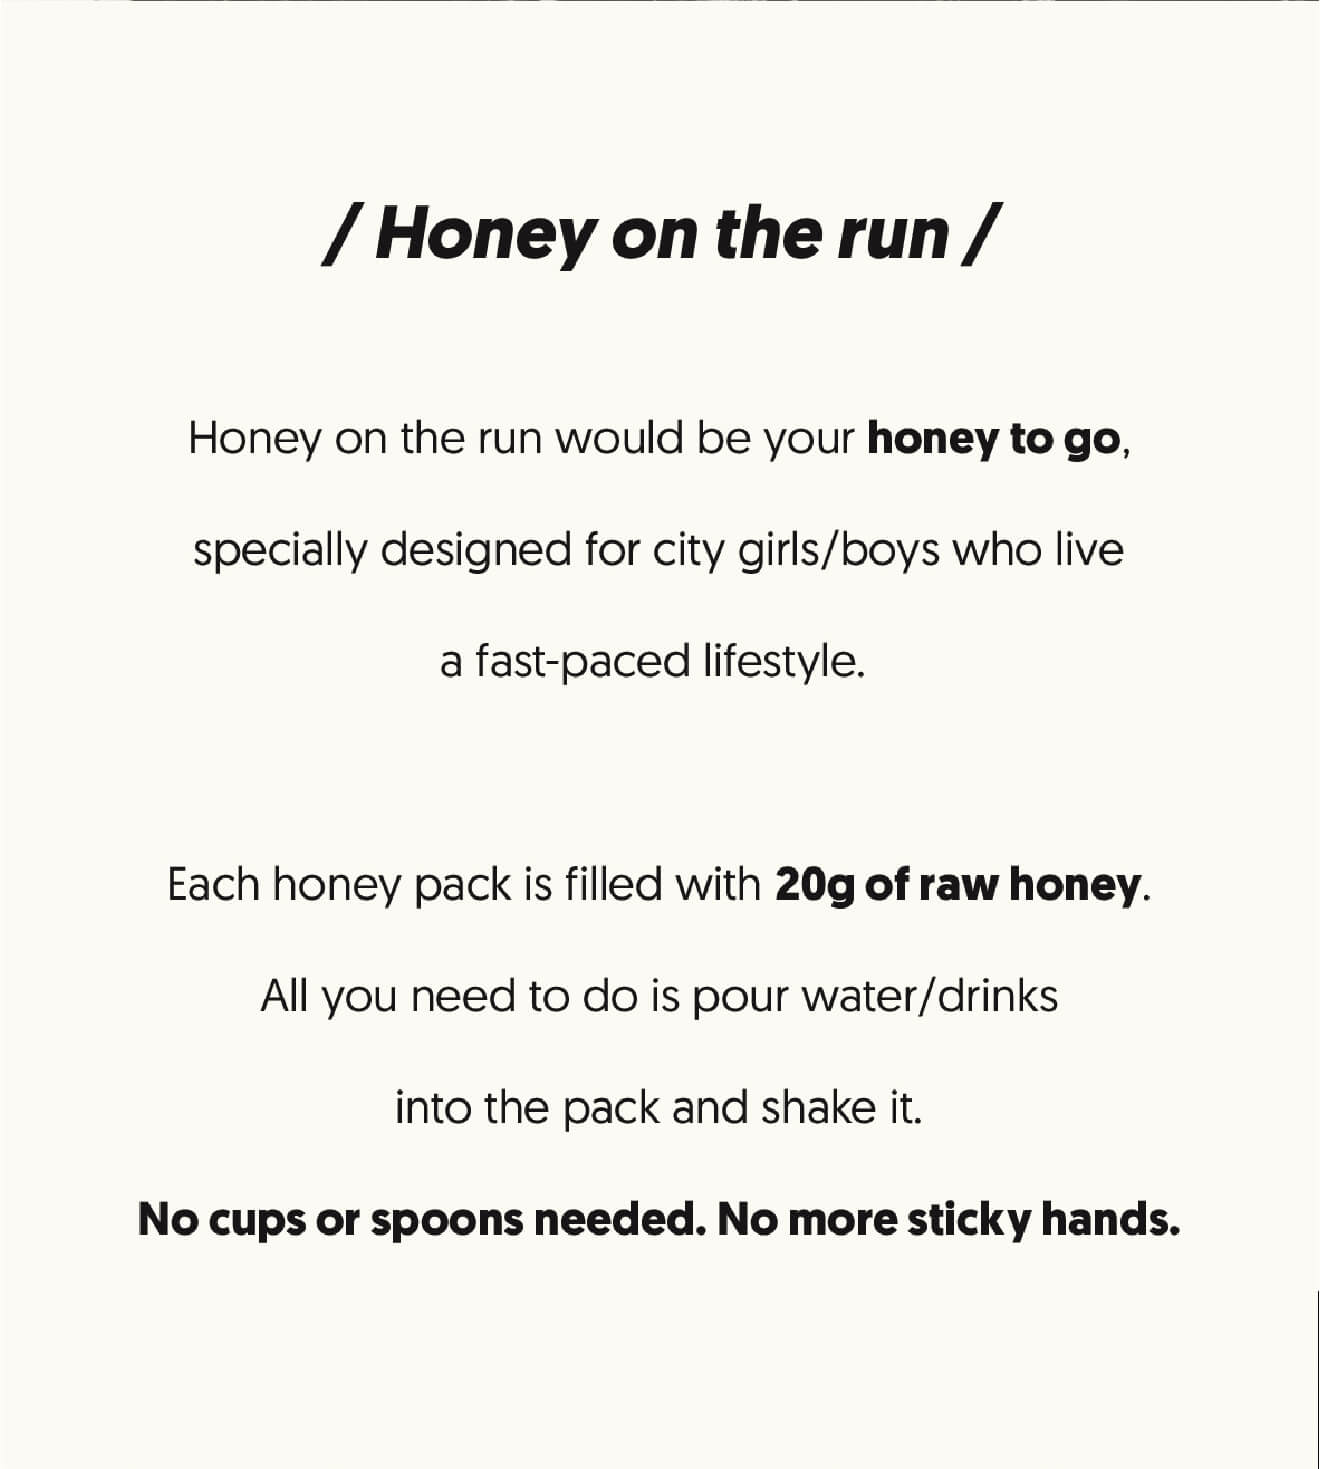 / Honey on the run /
Honey on the run would be your honey to go,
specially designed for city girls/boys who live
a fast-paced lifestyle.
Each honey pack is filled with 20g of raw honey.
All you need to do is pour water/drinks
into the pack and shake it.
No cups or spoons needed. No more sticky hands.